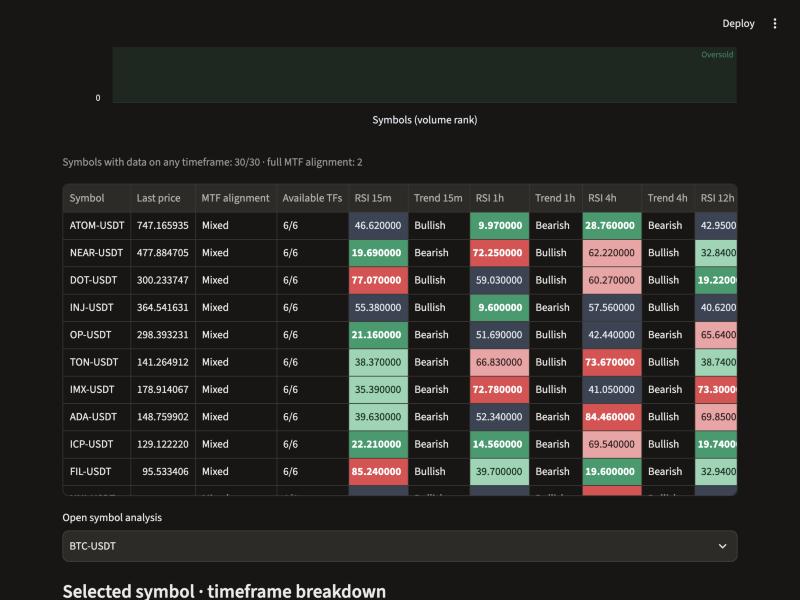 Deploy
Oversold
0
Symbols (volume rank)
Symbols with data on any timeframe: 30/30 · full MTF alignment: 2
Symbol Last price MTF alignment Available TFs RSI 15m Trend 15m RSI 1h Trend 1h RSI 4h Trend 4h RSI 12h
ATOM-USDT 747.165935 Mixed 6/6 46.620000 Bullish 9.970000 Bearish 28.760000 Bearish 42.9500
NEAR-USDT 477.884705 Mixed 6/6 19.690000 Bearish 72.250000 Bullish 62.220000 Bullish 32.8400
DOT-USDT 300.233747 Mixed 6/6 77.070000 Bullish 59.030000 Bullish 60.270000 Bullish 19.2200
INJ-USDT 364.541631 Mixed 6/6 55.380000 Bullish 9.600000 Bearish 57.560000 Bullish 40.6200
OP-USDT 298.393231 Mixed 6/6 21.160000 Bearish 51.690000 Bullish 42.440000 Bearish 65.6400
TON-USDT 141.264912 Mixed 6/6 38.370000 Bearish 66.830000 Bullish 73.670000 Bullish 38.7400
IMX-USDT 178.914067 Mixed 6/6 35.390000 Bearish 72.780000 Bullish 41.050000 Bearish 73.3000
ADA-USDT 148.759902 Mixed 6/6 39.630000 Bearish 52.340000 Bullish 84.460000 Bullish 69.8500
ICP-USDT 129.122220 Mixed 6/6 22.210000 Bearish 14.560000 Bearish 69.540000 Bullish 19.7400
FIL-USDT 95.533406 Mixed 6/6 85.240000 Bullish 39.700000 Bearish 19.600000 Bearish 32.9400
Open symbol analysis
BTC-USDT
Selected symbol · timeframe breakdown